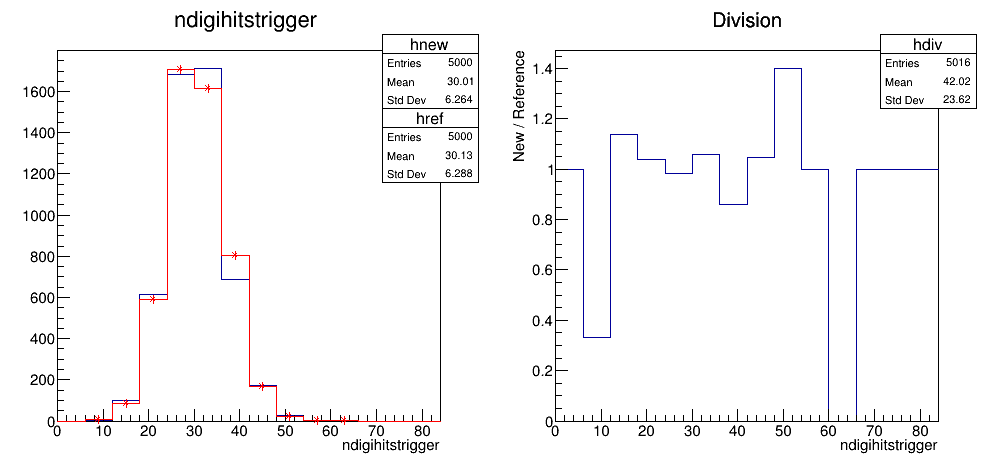 ndigihitstrigger
hnew
Entries 5000
Mean 30.01
Std Dev 6.264
href
Entries 5000
Mean 30.13
Std Dev 6.288
1600
1400
1200
1000
800
600
400
200
0
0 10 20 30 40 50 60 70 80
ndigihitstrigger
Division
hdiv
Entries 5016
Mean 42.02
Std Dev 23.62
New / Reference
1.4
1.2
1
0.8
0.6
0.4
0.2
0
0 10 20 30 40 50 60 70 80
ndigihitstrigger